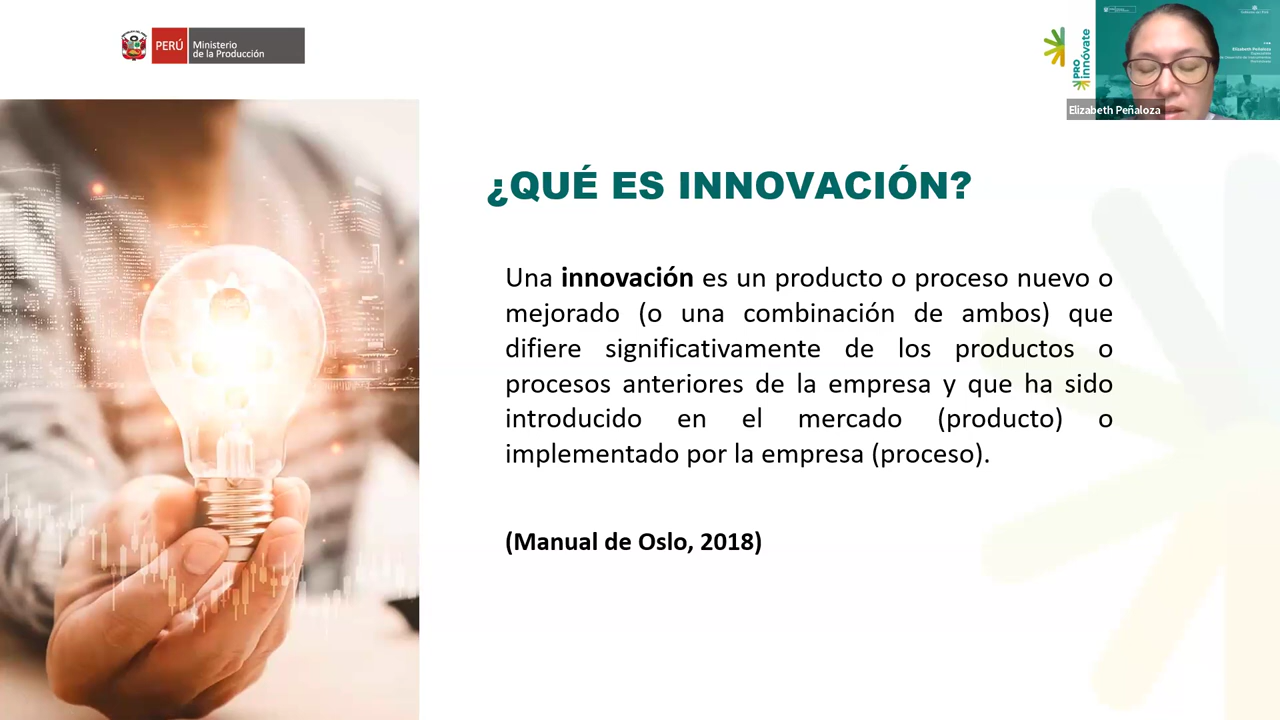 PERÚ
Ministerio
de la Producción
PRO
innóvate
Elizabeth Peñaloza
Elizabeth Peñaloza
¿QUÉ ES INNOVACIÓN?
Una innovación es un producto o proceso nuevo o
mejorado (o una combinación de ambos) que
difiere significativamente de los productos o
procesos anteriores de la empresa y que ha sido
introducido en el mercado (producto) o
implementado por la empresa (proceso).
(Manual de Oslo, 2018)